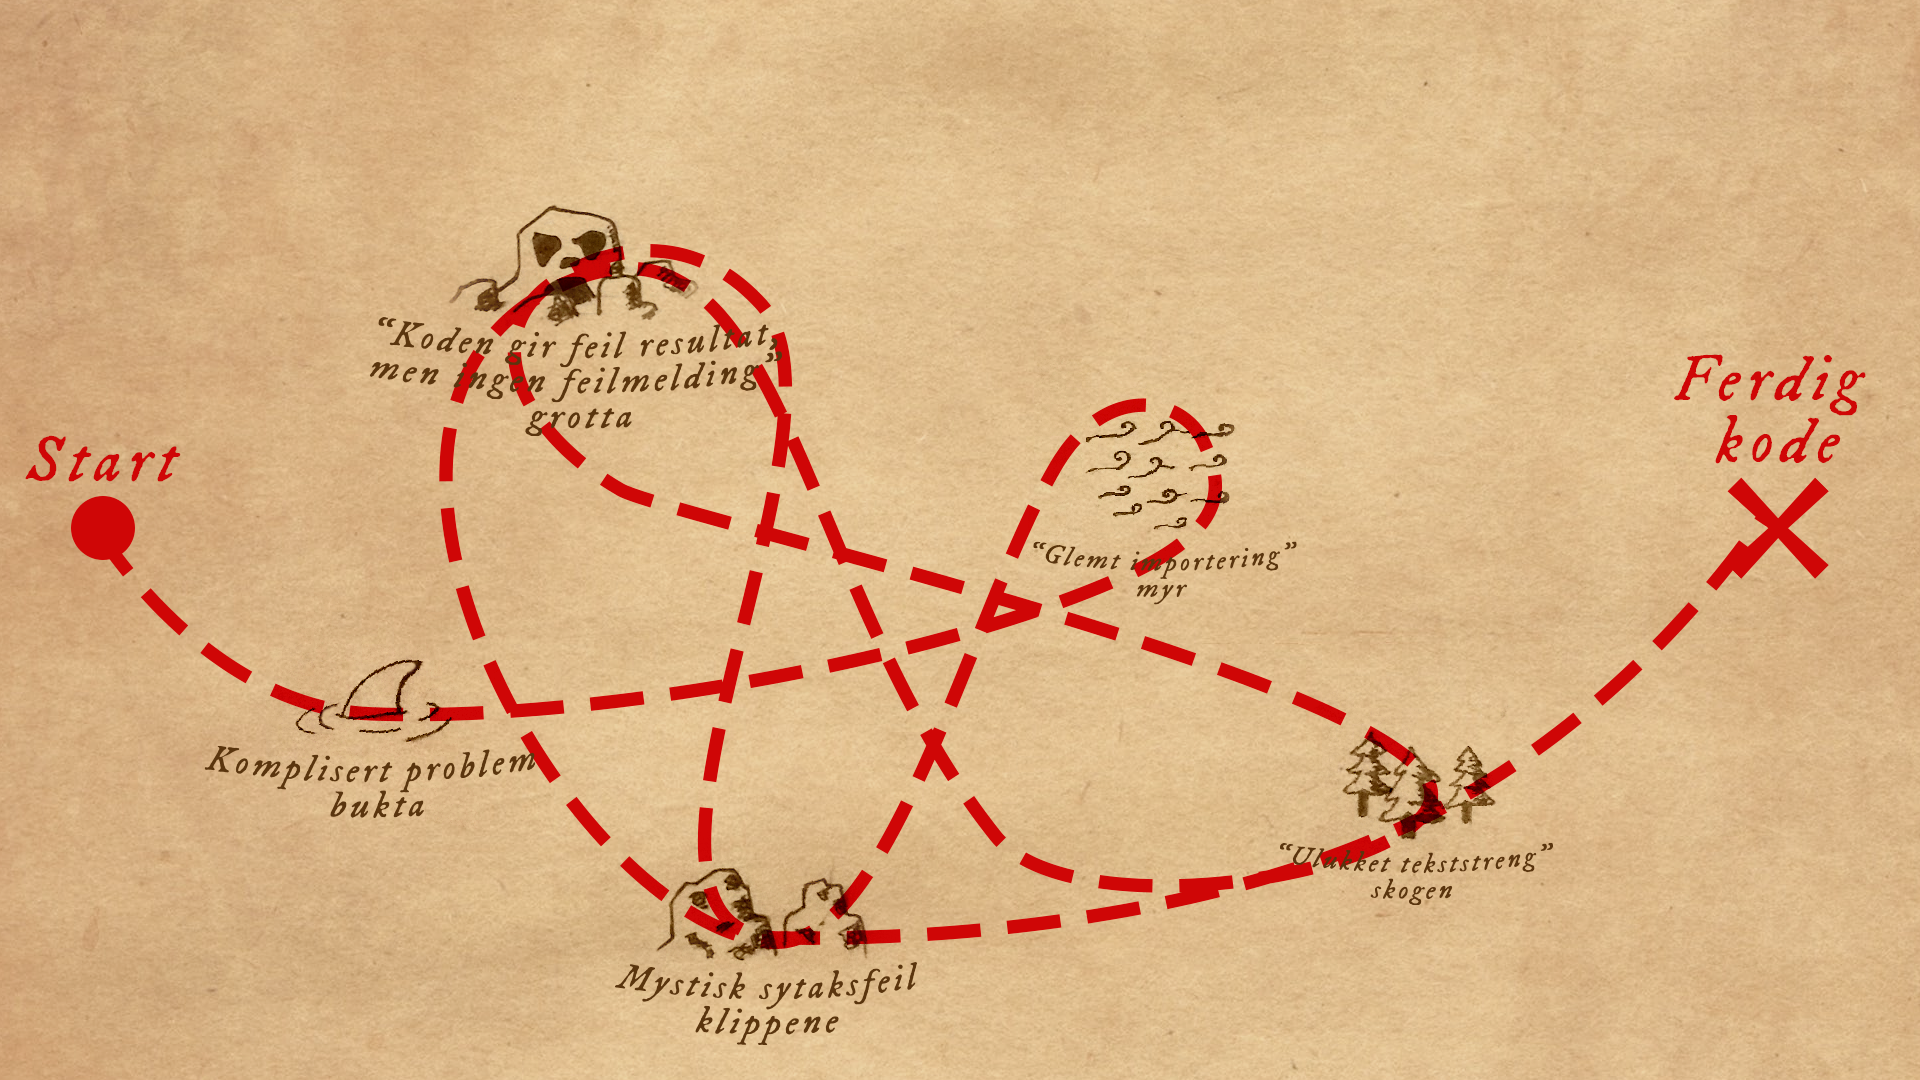 “Koden gir feil resultat,
men ingen feilmelding”
grotta
Start
Ferdig
kode
“Glemt importering”
myr
Komplisert problem
bukta
“Ulukket tekststreng”
skogen
Mystisk sytaksfeil
klippene